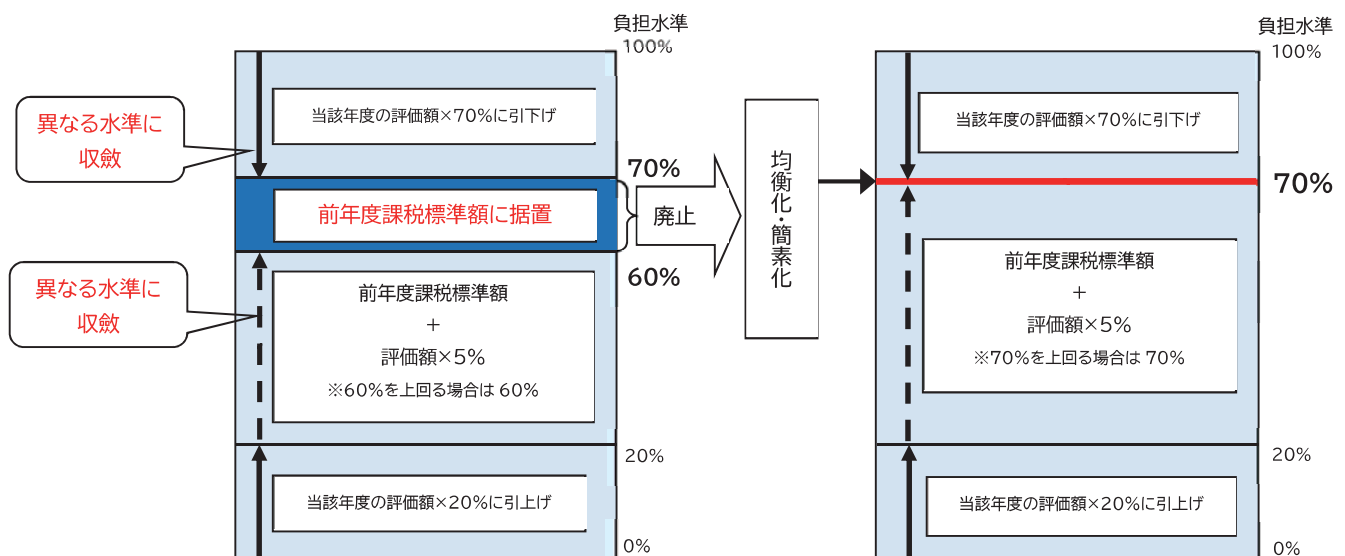 負担水準
100%
当該年度の評価額×70%に引下げ
異なる水準に
収斂
70%
前年度課税標準額に据置
廃止
60%
異なる水準に
収斂
前年度課税標準額
+
評価額×5%
※60%を上回る場合は 60%
20%
当該年度の評価額×20%に引上げ
0%
均衡化・簡素化
負担水準
100%
当該年度の評価額×70%に引下げ
70%
前年度課税標準額
+
評価額×5%
※70%を上回る場合は 70%
20%
当該年度の評価額×20%に引上げ
0%